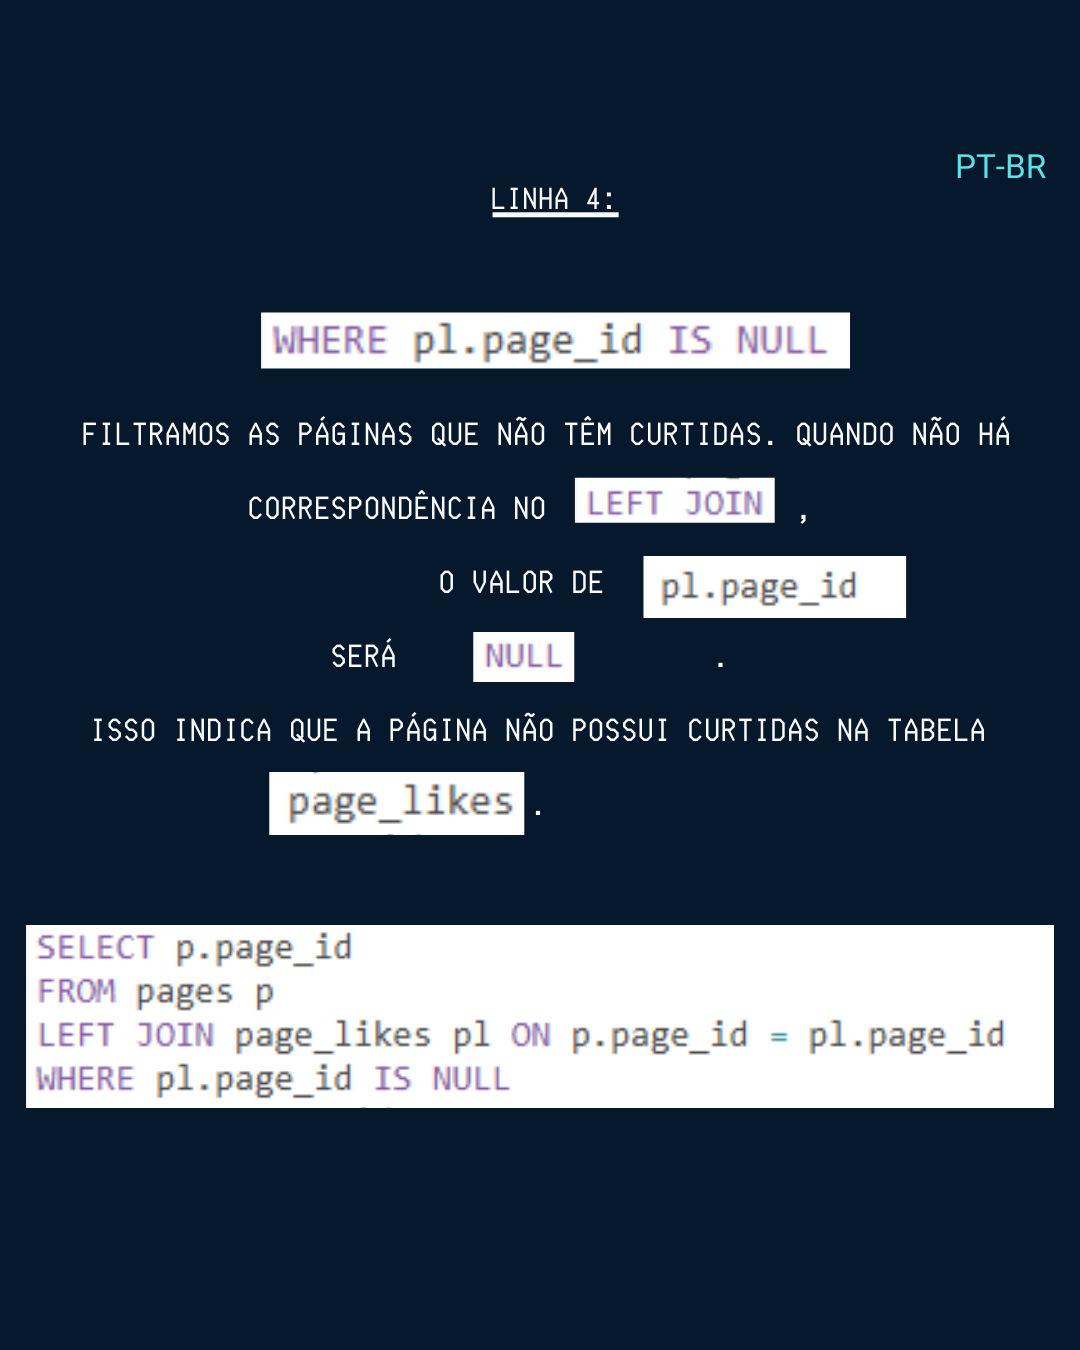 PT-BR
LINHA 4:
WHERE pl.page_id IS NULL
FILTRAMOS AS PÁGINAS QUE NÃO TÊM CURTIDAS. QUANDO NÃO HÁ
CORRESPONDÊNCIA NO LEFT JOIN ,
O VALOR DE pl.page_id
SERÁ NULL .
ISSO INDICA QUE A PÁGINA NÃO POSSUI CURTIDAS NA TABELA
page_likes .
SELECT p.page_id
FROM pages p
LEFT JOIN page_likes pl ON p.page_id = pl.page_id
WHERE pl.page_id IS NULL